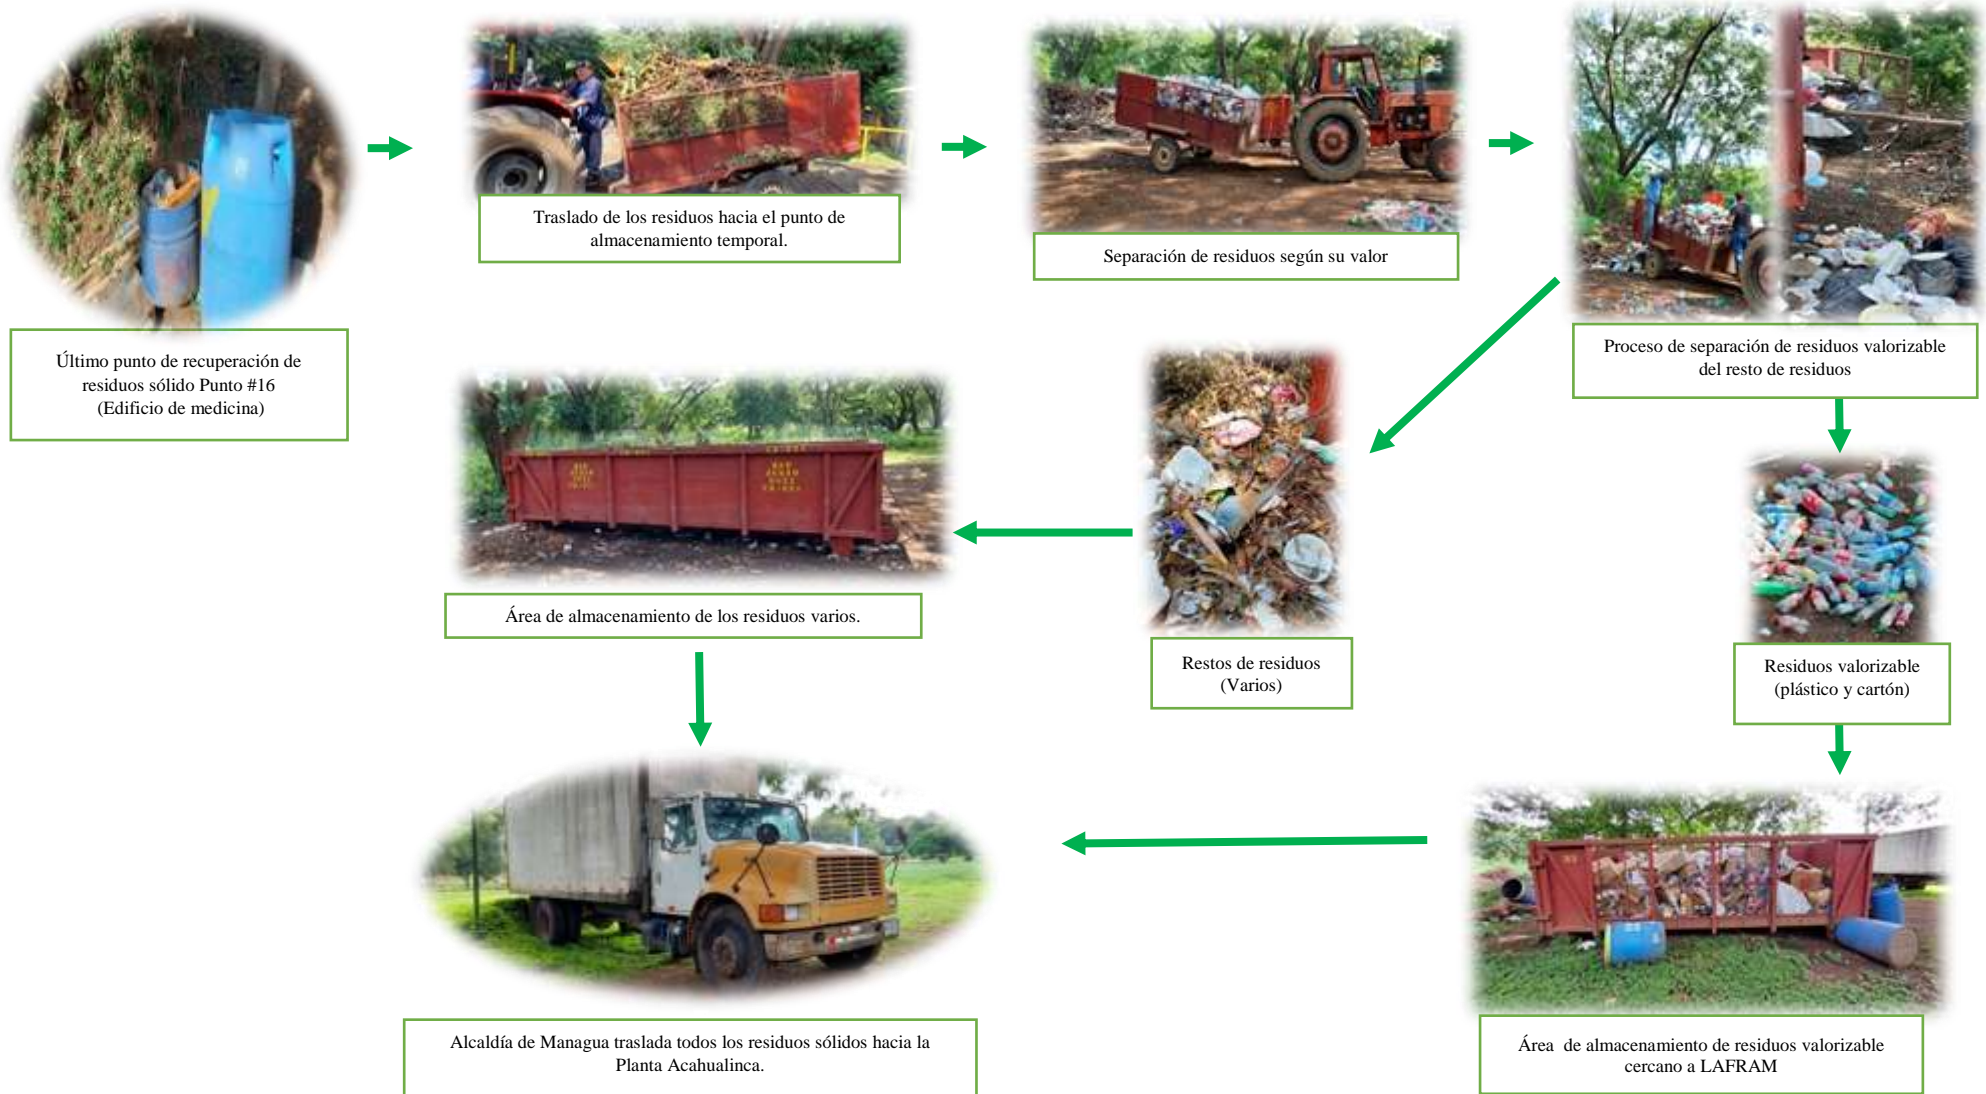 Último punto de recuperación de
residuos sólido Punto #16
(Edificio de medicina)
Traslado de los residuos hacia el punto de
almacenamiento temporal.
Separación de residuos según su valor
Proceso de separación de residuos valorizable
del resto de residuos
Restos de residuos
(Varios)
Área de almacenamiento de los residuos varios.
Residuos valorizable
(plástico y cartón)
Área de almacenamiento de residuos valorizable
cercano a LAFRAM
Alcaldía de Managua traslada todos los residuos sólidos hacia la
Planta Acahualinca.